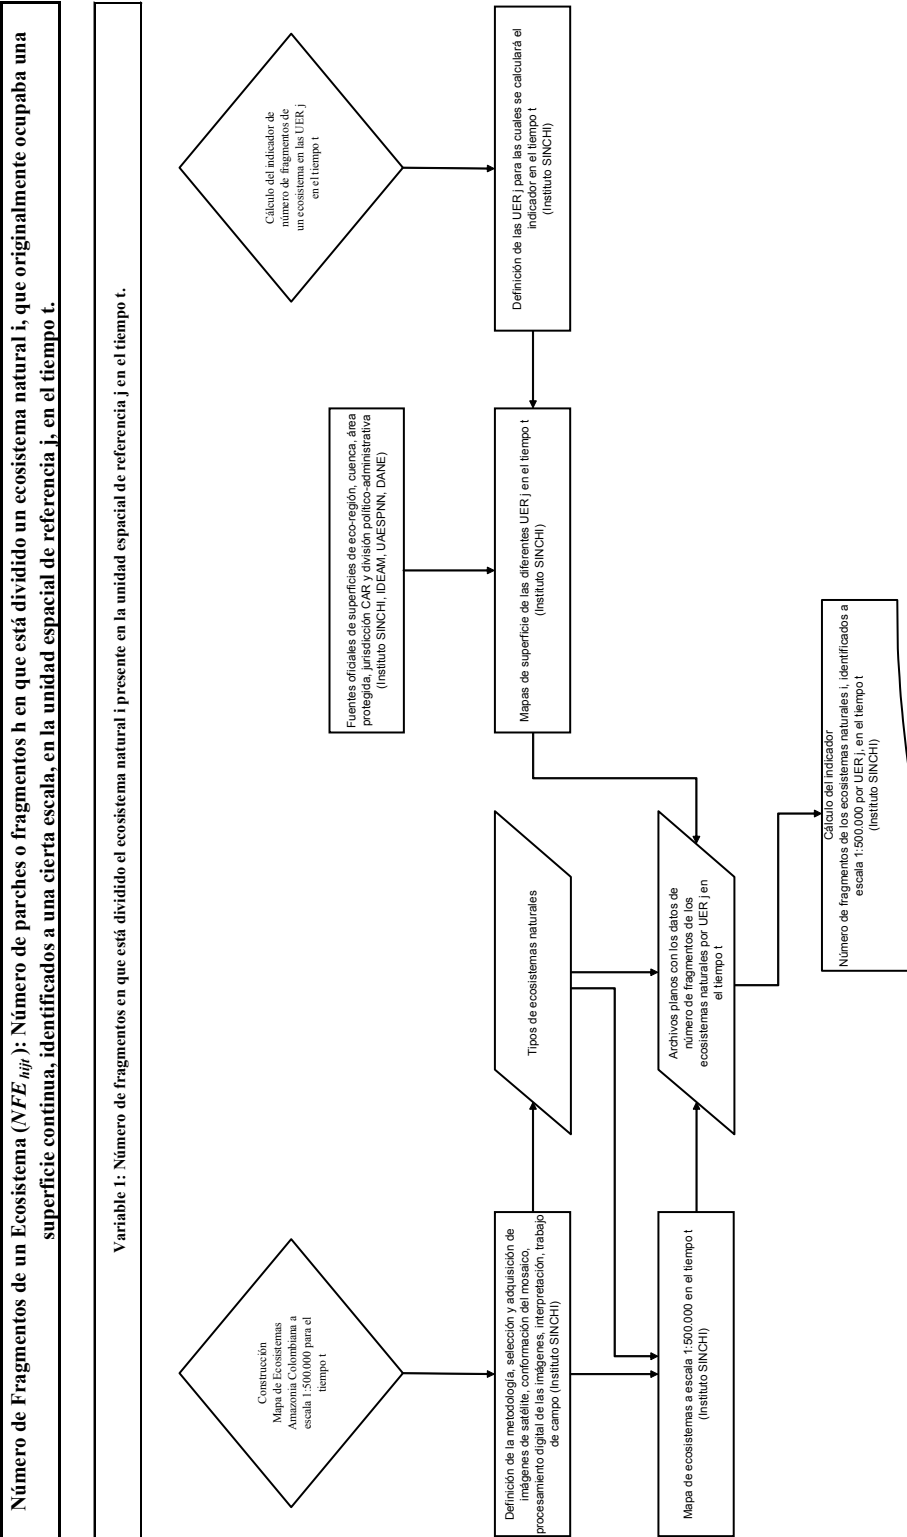 Número de Fragmentos de un Ecosistema (NFE hijt): Número de parches o fragmentos h en que está dividido un ecosistema natural i, que originalmente ocupaba una
superficie continua, identificados a una cierta escala, en la unidad espacial de referencia j, en el tiempo t.
Variable 1: Número de fragmentos en que está dividido el ecosistema natural i presente en la unidad espacial de referencia j en el tiempo t.
Construcción
Mapa de Ecosistemas
Amazonia Colombiana a
escala 1:500.000 para el
tiempo t
Cálculo del indicador de
número de fragmentos de
un ecosistema en las UER j
en el tiempo t
Fuentes oficiales de superficies de eco-región, cuenca, área
protegida, jurisdicción CAR y división político-administrativa
(Instituto SINCHI, IDEAM, UAESPNN, DANE)
Definición de la metodología, selección y adquisición de
imágenes de satélite, conformación del mosaico,
procesamiento digital de las imágenes, interpretación, trabajo
de campo (Instituto SINCHI)
Tipos de ecosistemas naturales
Mapas de superficie de las diferentes UER j en el tiempo t
(Instituto SINCHI)
Definición de las UER j para las cuales se calculará el
indicador en el tiempo t
(Instituto SINCHI)
Mapa de ecosistemas a escala 1:500.000 en el tiempo t
(Instituto SINCHI)
Archivos planos con los datos de
número de fragmentos de los
ecosistemas naturales por UER j en
el tiempo t
Cálculo del indicador
Número de fragmentos de los ecosistemas naturales i, identificados a
escala 1:500.000 por UER j, en el tiempo t
(Instituto SINCHI)